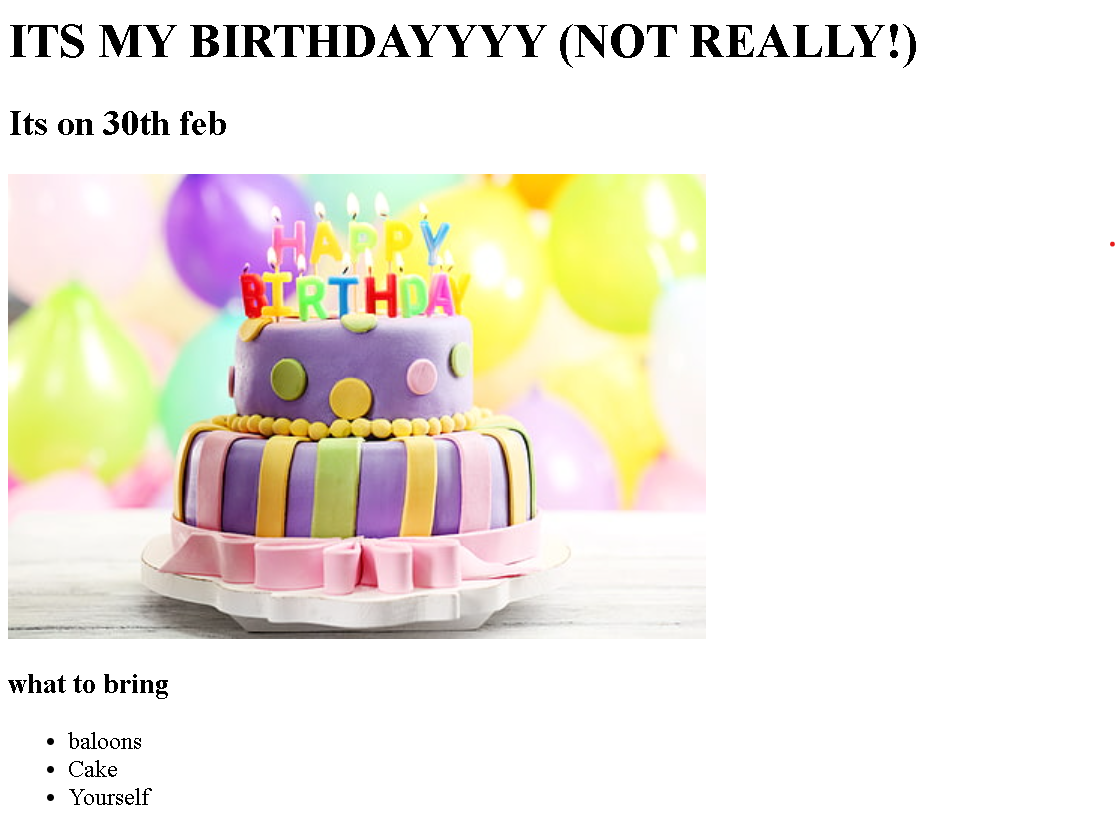 ITS MY BIRTHDAYYYY (NOT REALLY!)
Its on 30th feb
HAPPY
BIRTHDAY
what to bring
baloons
Cake
Yourself